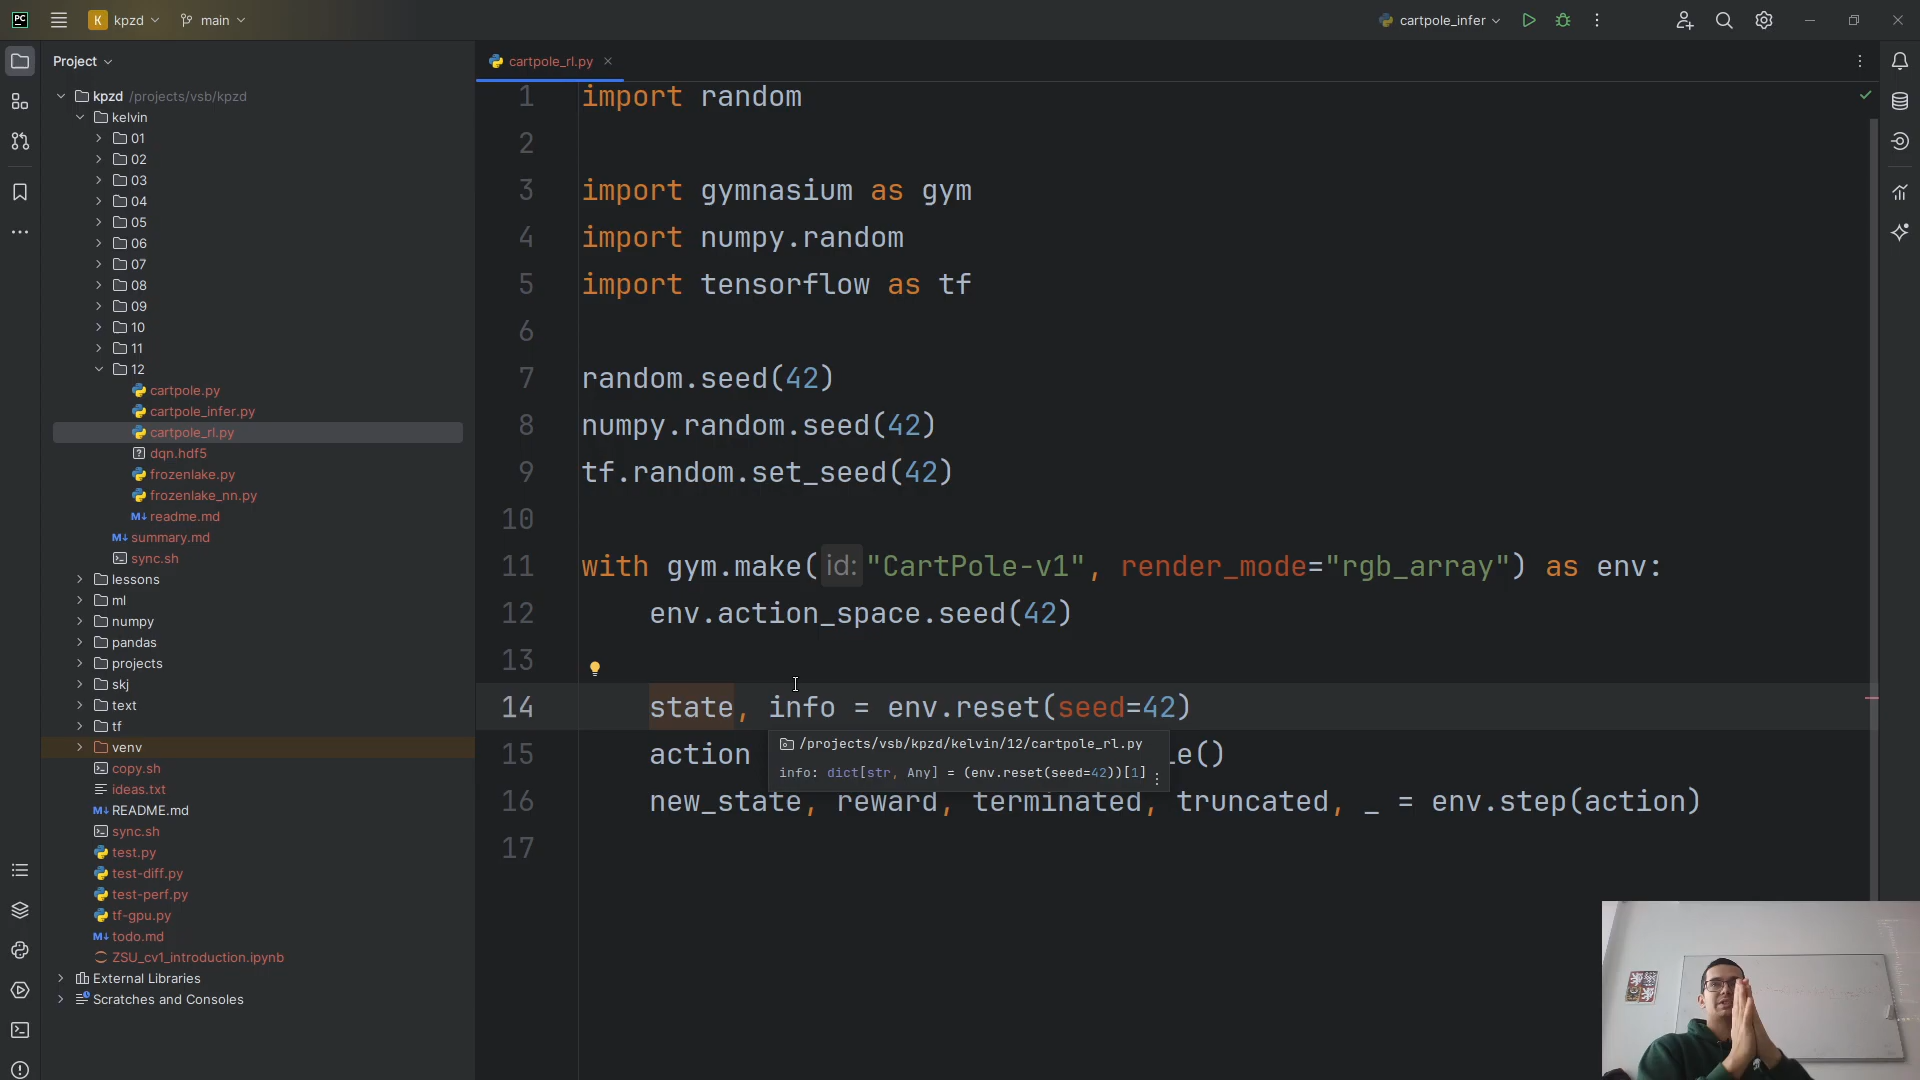 PC
K kpzd
main
cartpole_infer
Project
kpzd /projects/vsb/kpzd
kelvin
01
02
03
04
05
06
07
08
09
10
11
12
cartpole.py
cartpole_infer.py
cartpole_rl.py
dqn.hdf5
frozenlake.py
frozenlake_nn.py
M↓ readme.md
M↓ summary.md
sync.sh
lessons
ml
numpy
pandas
projects
skj
text
tf
venv
copy.sh
ideas.txt
M↓ README.md
sync.sh
test.py
test-diff.py
test-perf.py
tf-gpu.py
M↓ todo.md
ZSU_cv1_introduction.ipynb
External Libraries
Scratches and Consoles
cartpole_rl.py
1 import random
2
3 import gymnasium as gym
4 import numpy.random
5 import tensorflow as tf
6
7 random.seed(42)
8 numpy.random.seed(42)
9 tf.random.set_seed(42)
10
11 with gym.make(id:"CartPole-v1", render_mode="rgb_array") as env:
12 env.action_space.seed(42)
13
14 state, info = env.reset(seed=42)
/projects/vsb/kpzd/kelvin/12/cartpole_rl.py
info: dict[str, Any] = (env.reset(seed=42))[1]
15 action le()
16 new_state, reward, terminated, truncated, _ = env.step(action)
17